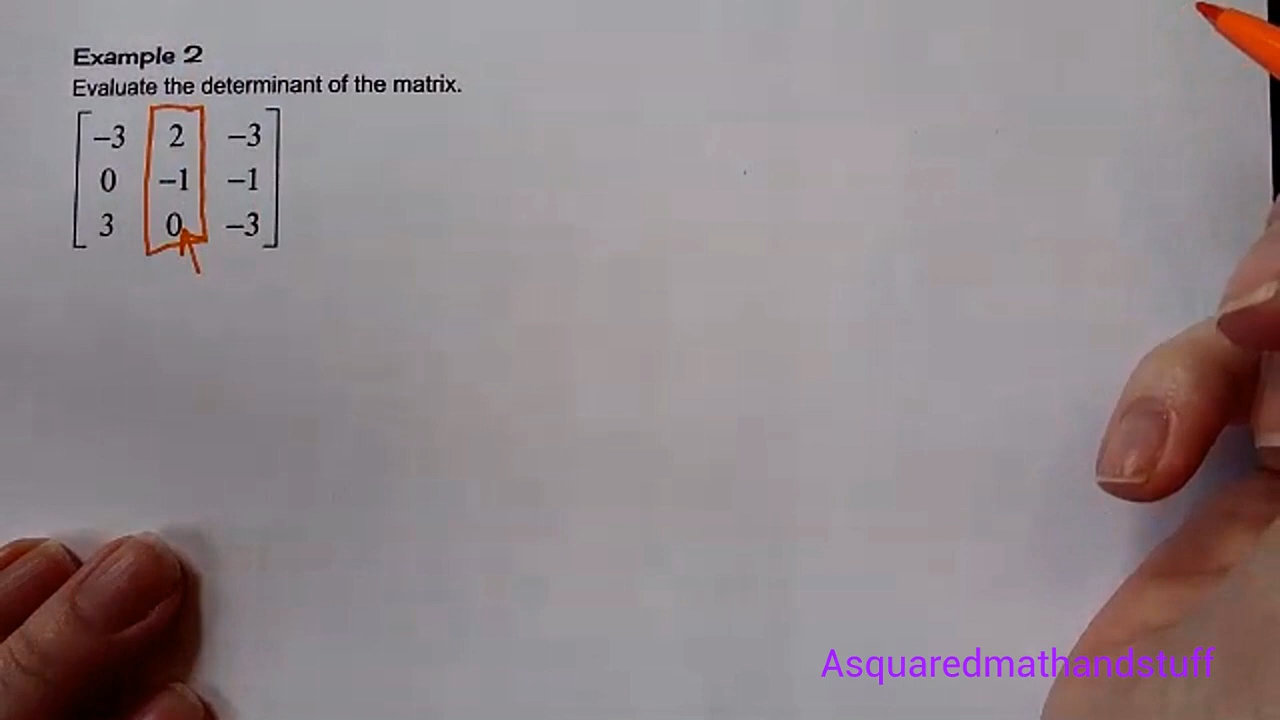 Example 2
Evaluate the determinant of the matrix.
−3 2 −3
0 −1 −1
3 0 −3
Asquaredmathandstuff